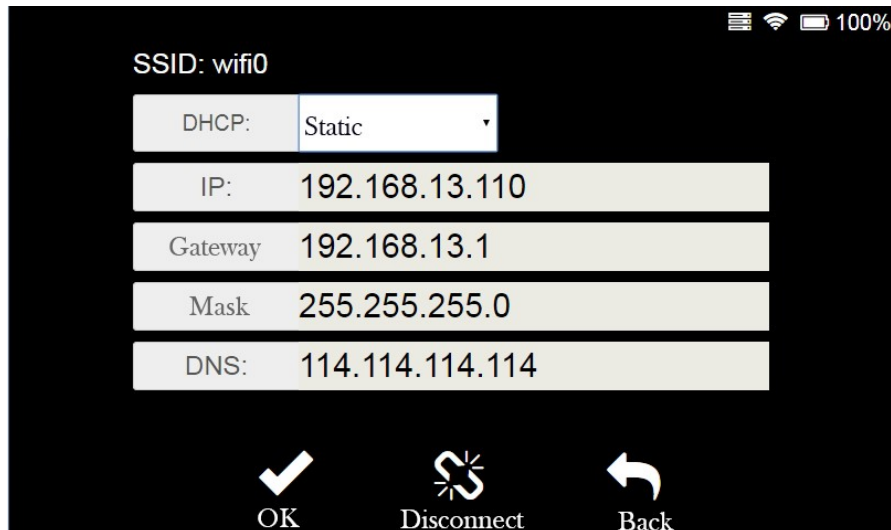 100%
SSID: wifi0
DHCP: Static
IP: 192.168.13.110
Gateway 192.168.13.1
Mask 255.255.255.0
DNS: 114.114.114.114
OK Disconnect Back